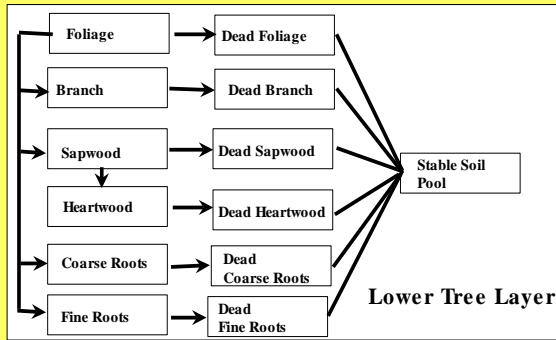 Foliage
Dead Foliage
Branch
Dead Branch
Sapwood
Dead Sapwood
Stable Soil
Pool
Heartwood
Dead Heartwood
Coarse Roots
Dead
Coarse Roots
Lower Tree Layer
Fine Roots
Dead
Fine Roots